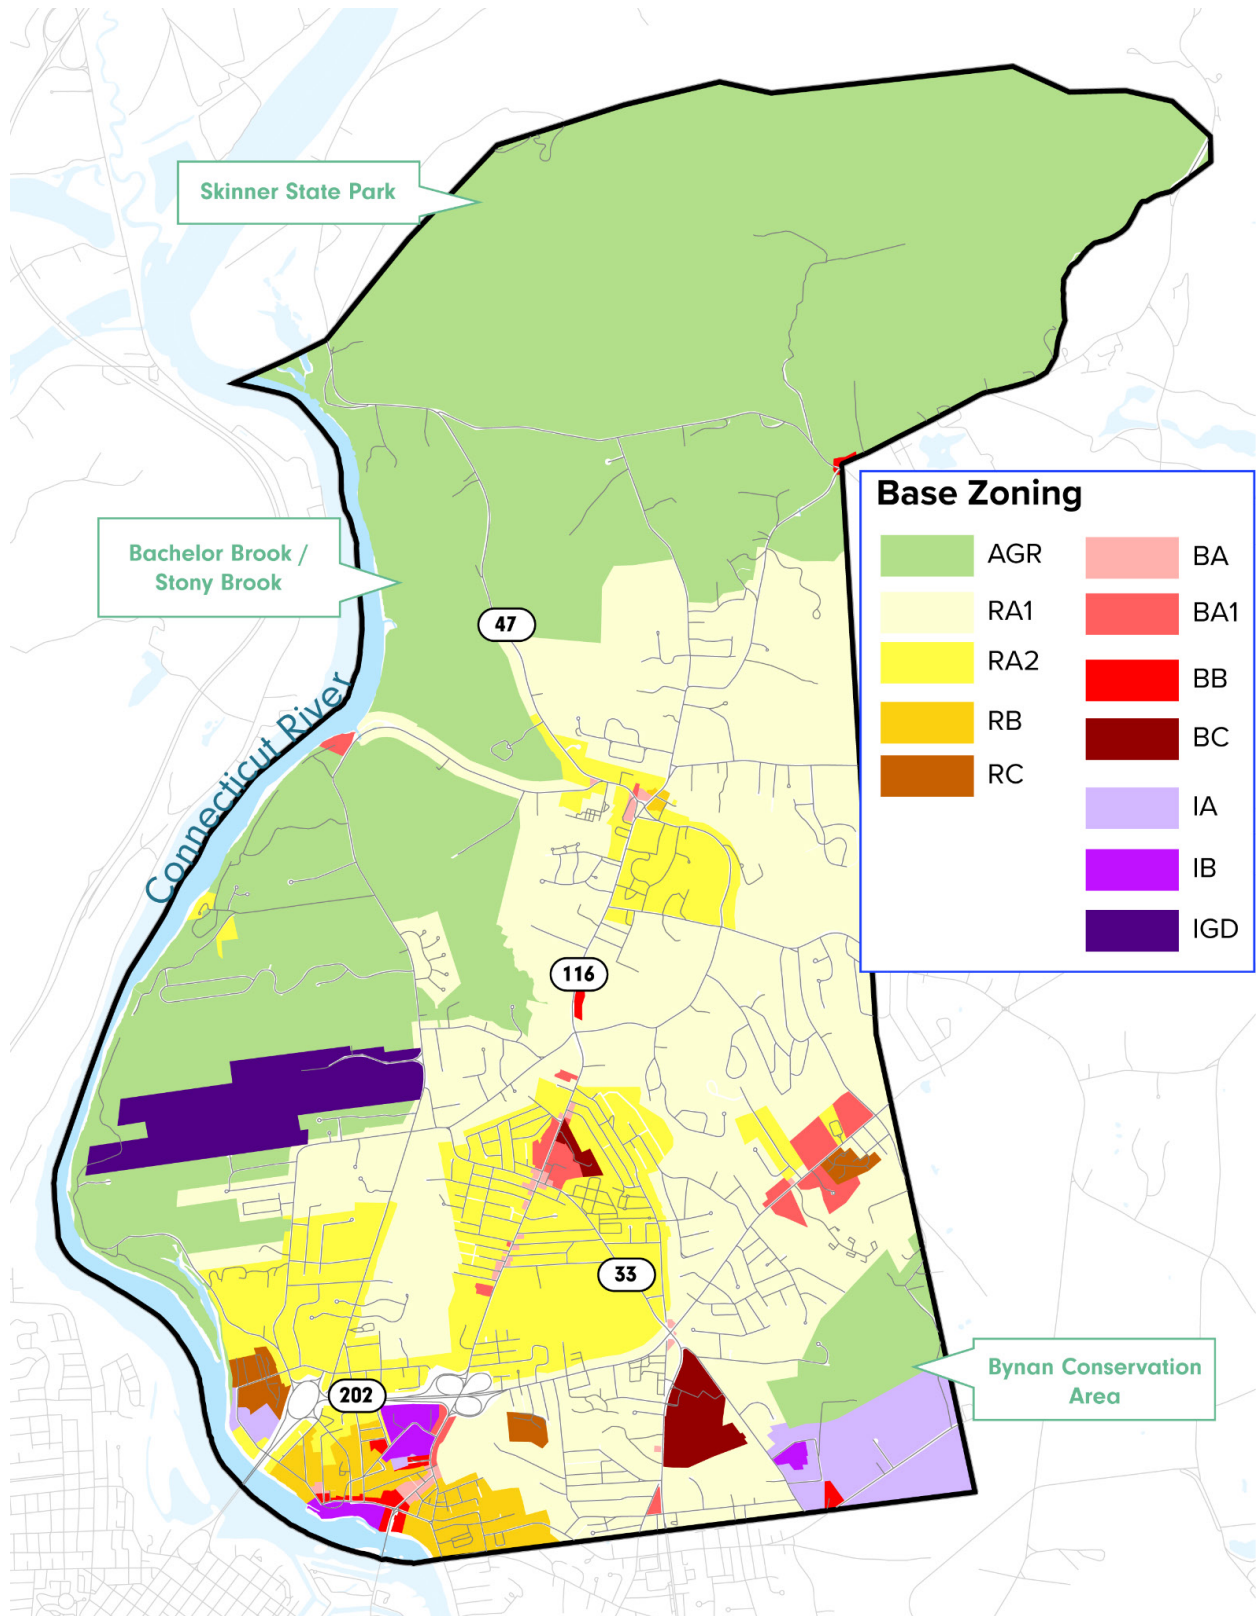 Skinner State Park
Base Zoning
AGR
RA1
RA2
RB
RC
BA
BA1
BB
BC
IA
IB
IGD
Bachelor Brook /
Stony Brook
47
Connecticut River
116
33
Bynan Conservation
Area
202